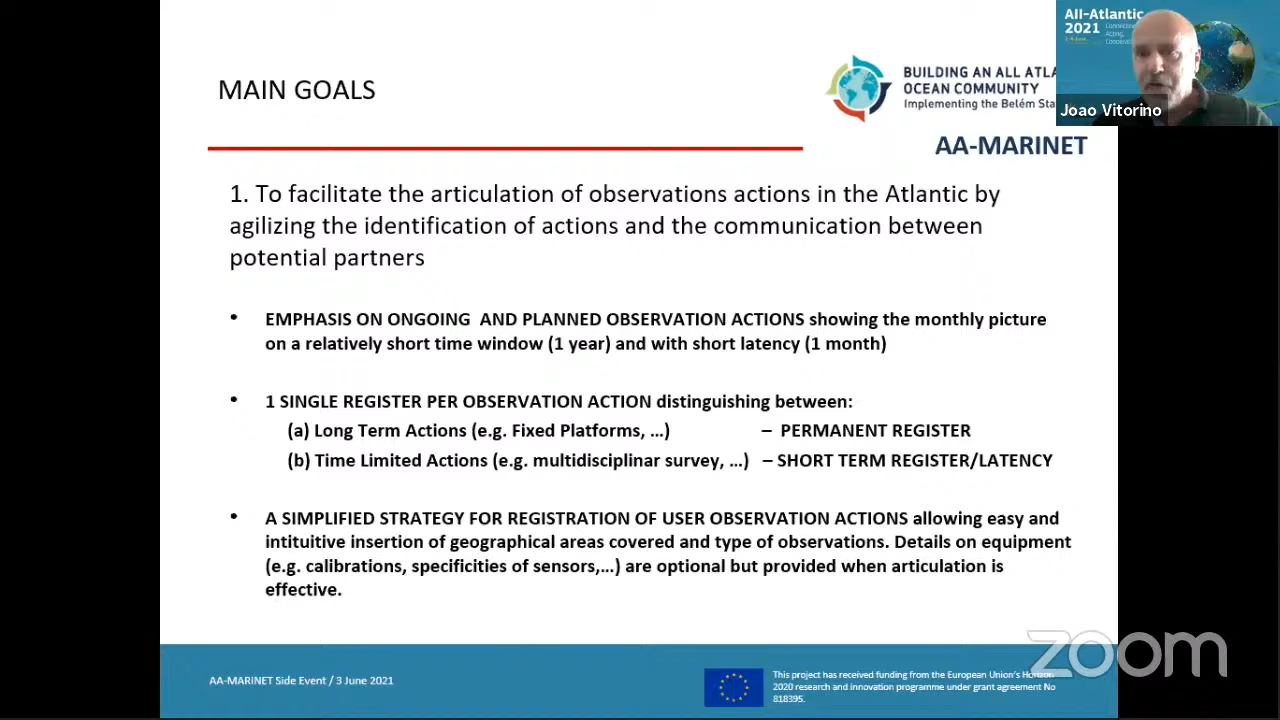 All-Atlantic
2021
Connecting,
Acting,
Cooperating
Joao Vitorino
MAIN GOALS
BUILDING AN ALL ATLA
OCEAN COMMUNITY
Implementing the Belém Sta
AA-MARINET
1. To facilitate the articulation of observations actions in the Atlantic by
agilizing the identification of actions and the communication between
potential partners
• EMPHASIS ON ONGOING AND PLANNED OBSERVATION ACTIONS showing the monthly picture
on a relatively short time window (1 year) and with short latency (1 month)
• 1 SINGLE REGISTER PER OBSERVATION ACTION distinguishing between:
(a) Long Term Actions (e.g. Fixed Platforms, ...) – PERMANENT REGISTER
(b) Time Limited Actions (e.g. multidisciplinar survey, ...) – SHORT TERM REGISTER/LATENCY
• A SIMPLIFIED STRATEGY FOR REGISTRATION OF USER OBSERVATION ACTIONS allowing easy and
intituitive insertion of geographical areas covered and type of observations. Details on equipment
(e.g. calibrations, specificities of sensors,...) are optional but provided when articulation is
effective.
AA-MARINET Side Event / 3 June 2021
This project has received funding from the European Union's Horizon
2020 research and innovation programme under grant agreement No
818395.
zoom